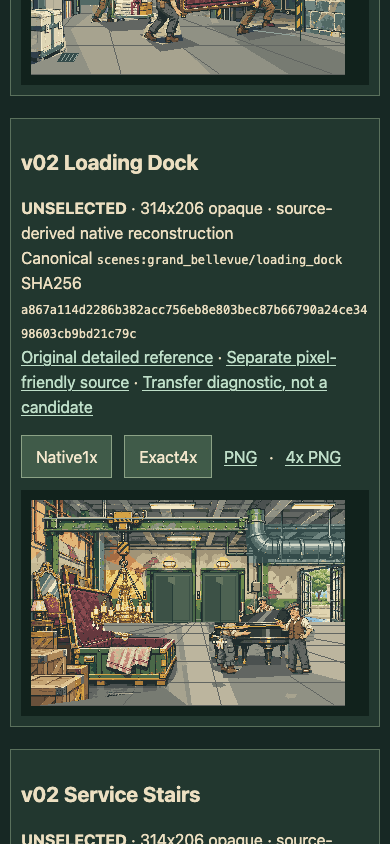 v02 Loading Dock
UNSELECTED · 314x206 opaque · source-
derived native reconstruction
Canonical scenes:grand_bellevue/loading_dock
SHA256
a867a114d2286b382acc756eb8e803bec87b66790a24ce34
98603cb9bd21c79c
Original detailed reference · Separate pixel-
friendly source · Transfer diagnostic, not a
candidate
Native1x Exact4x PNG · 4x PNG
v02 Service Stairs
UNSELECTED · 314x206 opaque · source-